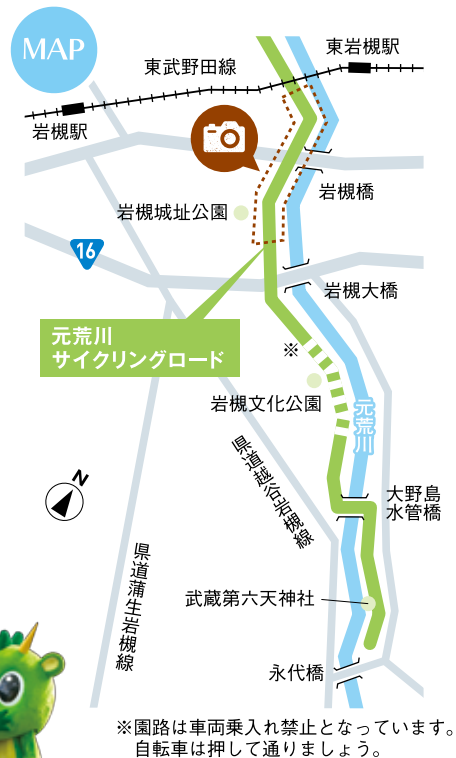 MAP
東岩槻駅
東武野田線
岩槻駅
岩槻橋
岩槻城址公園
16
岩槻大橋
元荒川
サイクリングロード
※
岩槻文化公園
元荒川
県道越谷岩槻線
大野島
水管橋
N
県道蒲生岩槻線
武蔵第六天神社
永代橋
※園路は車両乗入れ禁止となっています。
自転車は押して通りましょう。